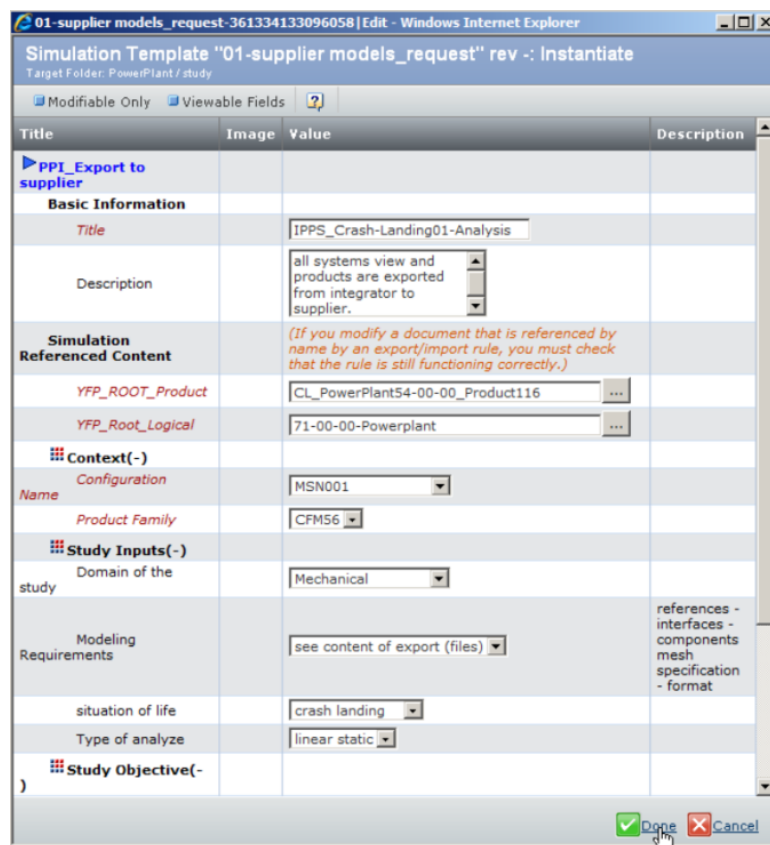 01-supplier models_request-361334133096058|Edit - Windows Internet Explorer
Simulation Template "01-supplier models_request" rev -: Instantiate
Target Folder: PowerPlant / study
Modifiable Only Viewable Fields
Title Image Value Description
PPI_Export to
supplier
Basic Information
Title IPPS_Crash-Landing01-Analysis
Description
all systems view and
products are exported
from integrator to
supplier.
Simulation
Referenced Content
(If you modify a document that is referenced by
name by an export/import rule, you must check
that the rule is still functioning correctly.)
YFP_ROOT_Product CL_PowerPlant54-00-00_Product116 ...
YFP_Root_Logical 71-00-00-Powerplant ...
Context(-)
Configuration
Name
MSN001
Product Family CFM56
Study Inputs(-)
Domain of the
study
Mechanical
Modeling
Requirements
see content of export (files)
references -
interfaces -
components
mesh
specification
- format
situation of life crash landing
Type of analyze linear static
Study Objective(-
)
Done Cancel